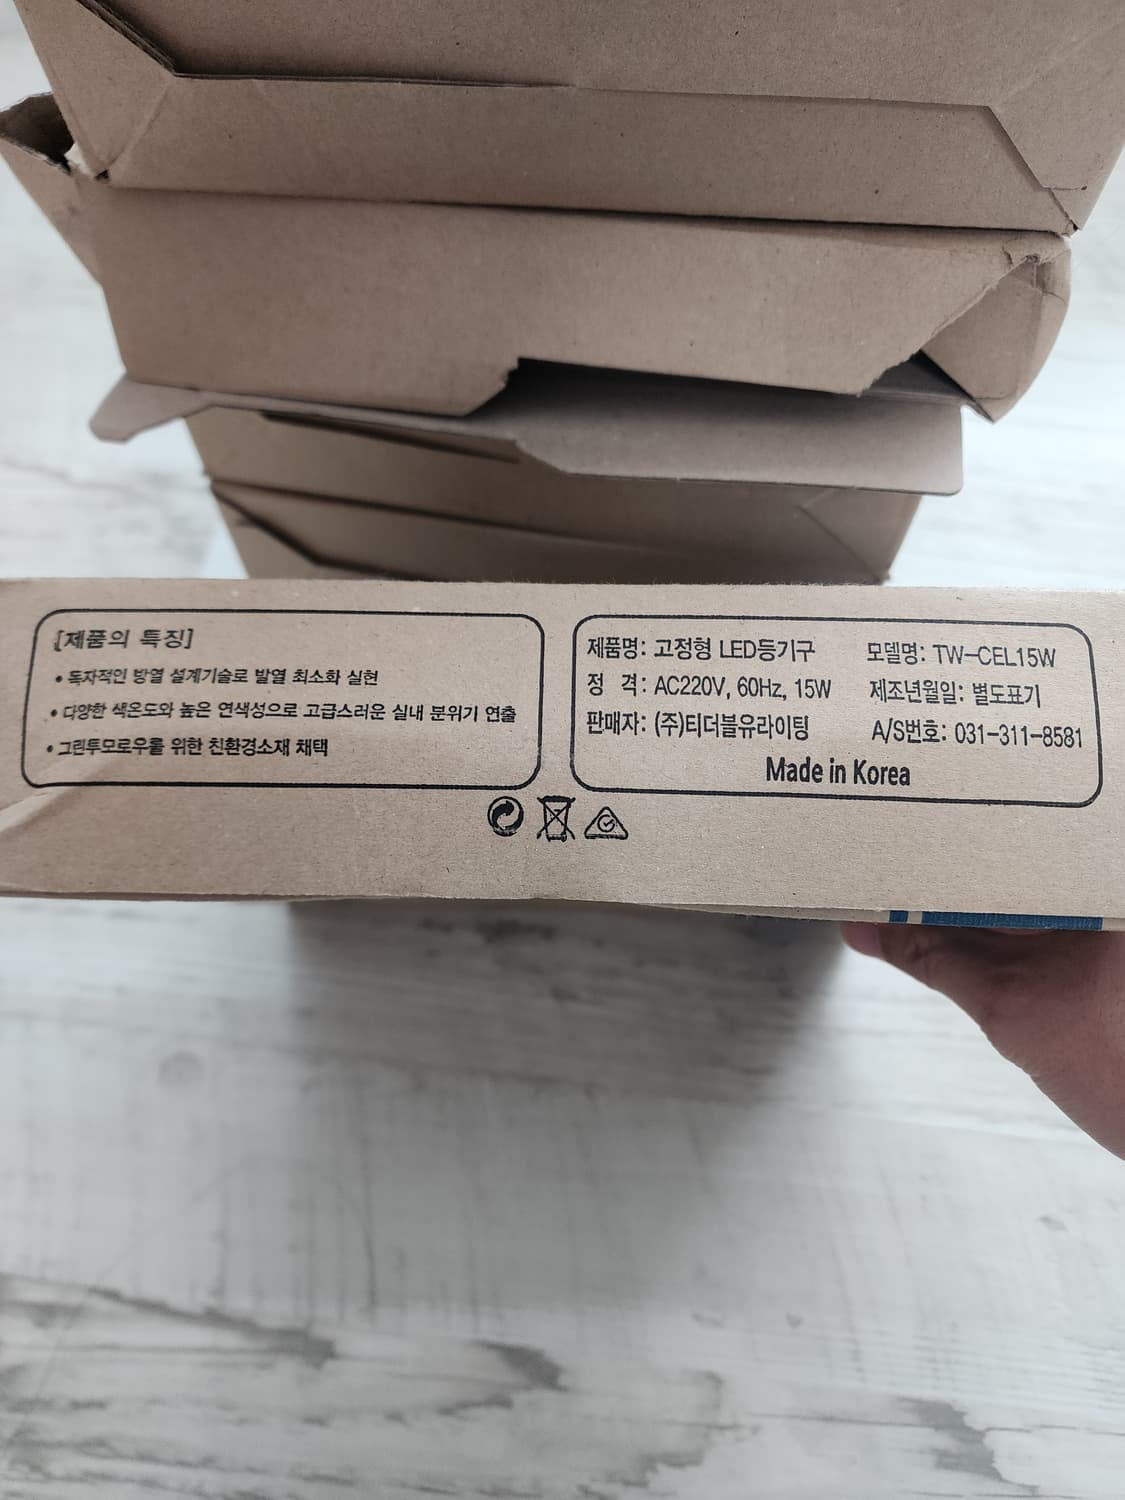 [제품의 특징]
• 독자적인 방열 설계기술로 발열 최소화 실현
• 다양한 색온도와 높은 연색성으로 고급스러운 실내 분위기 연출
• 그린투모로우를 위한 친환경소재 채택
제품명: 고정형 LED등기구 모델명: TW-CEL15W
정 격: AC220V, 60Hz, 15W 제조년월일: 별도표기
판매자: (주)티더블유라이팅 A/S번호: 031-311-8581
Made in Korea